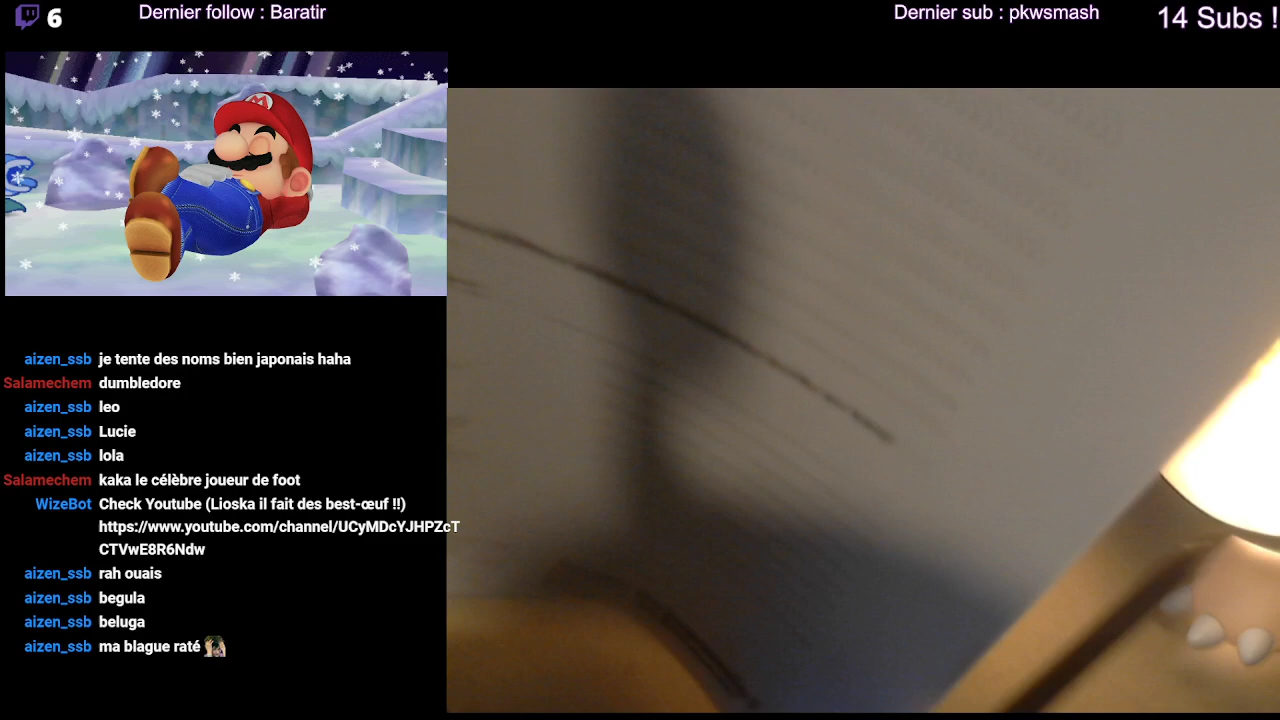 6
Dernier follow : Baratir
Dernier sub : pkwsmash
14 Subs !
M
aizen_ssb je tente des noms bien japonais haha
Salamechem dumbledore
aizen_ssb leo
aizen_ssb Lucie
aizen_ssb lola
Salamechem kaka le célèbre joueur de foot
WizeBot Check Youtube (Lioska il fait des best-œuf !!)
https://www.youtube.com/channel/UCyMDcYJHPZcT
CTVwE8R6Ndw
aizen_ssb rah ouais
aizen_ssb begula
aizen_ssb beluga
aizen_ssb ma blague raté